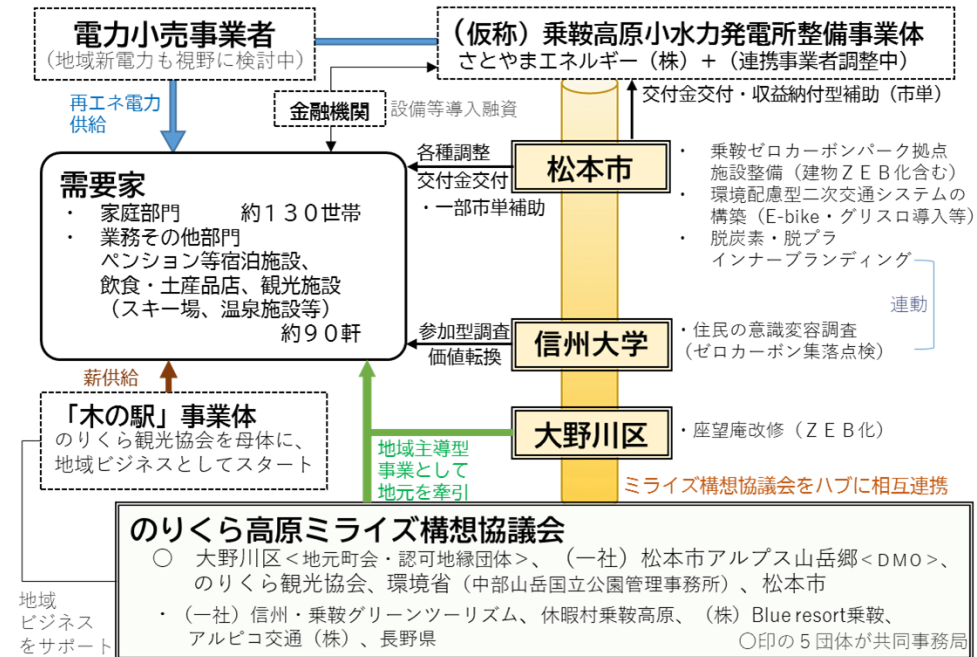 電力小売事業者
（地域新電力も視野に検討中）
（仮称）乗鞍高原小水力発電所整備事業体
さとやまエネルギー（株）＋（連携事業者調整中）
再エネ電力
供給
金融機関
設備等導入融資
交付金交付・収益納付型補助（市単）
需要家
・　家庭部門　　　約１３０世帯
・　業務その他部門
ペンション等宿泊施設、
飲食・土産品店、観光施設
（スキー場、温泉施設等）
約９０軒
各種調整
交付金交付
・一部市単補助
松本市
・　乗鞍ゼロカーボンパーク拠点
施設整備（建物ＺＥＢ化含む）
・　環境配慮型二次交通システムの
構築（E-bike・グリスロ導入等）
・　脱炭素・脱プラ
インナーブランディング
連動
参加型調査
価値転換
信州大学
・住民の意識変容調査
（ゼロカーボン集落点検）
薪供給
「木の駅」事業体
のりくら観光協会を母体に、
地域ビジネスとしてスタート
地域主導型
事業として
地元を牽引
大野川区
・座望庵改修（ＺＥＢ化）
ミライズ構想協議会をハブに相互連携
のりくら高原ミライズ構想協議会
〇　大野川区＜地元町会・認可地縁団体＞、（一社）松本市アルプス山岳郷＜DMO＞、
のりくら観光協会、環境省（中部山岳国立公園管理事務所）、松本市
・（一社）信州・乗鞍グリーンツーリズム、休暇村乗鞍高原、（株）Blue resort乗鞍、
アルピコ交通（株）、長野県
〇印の５団体が共同事務局
地域
ビジネス
をサポート